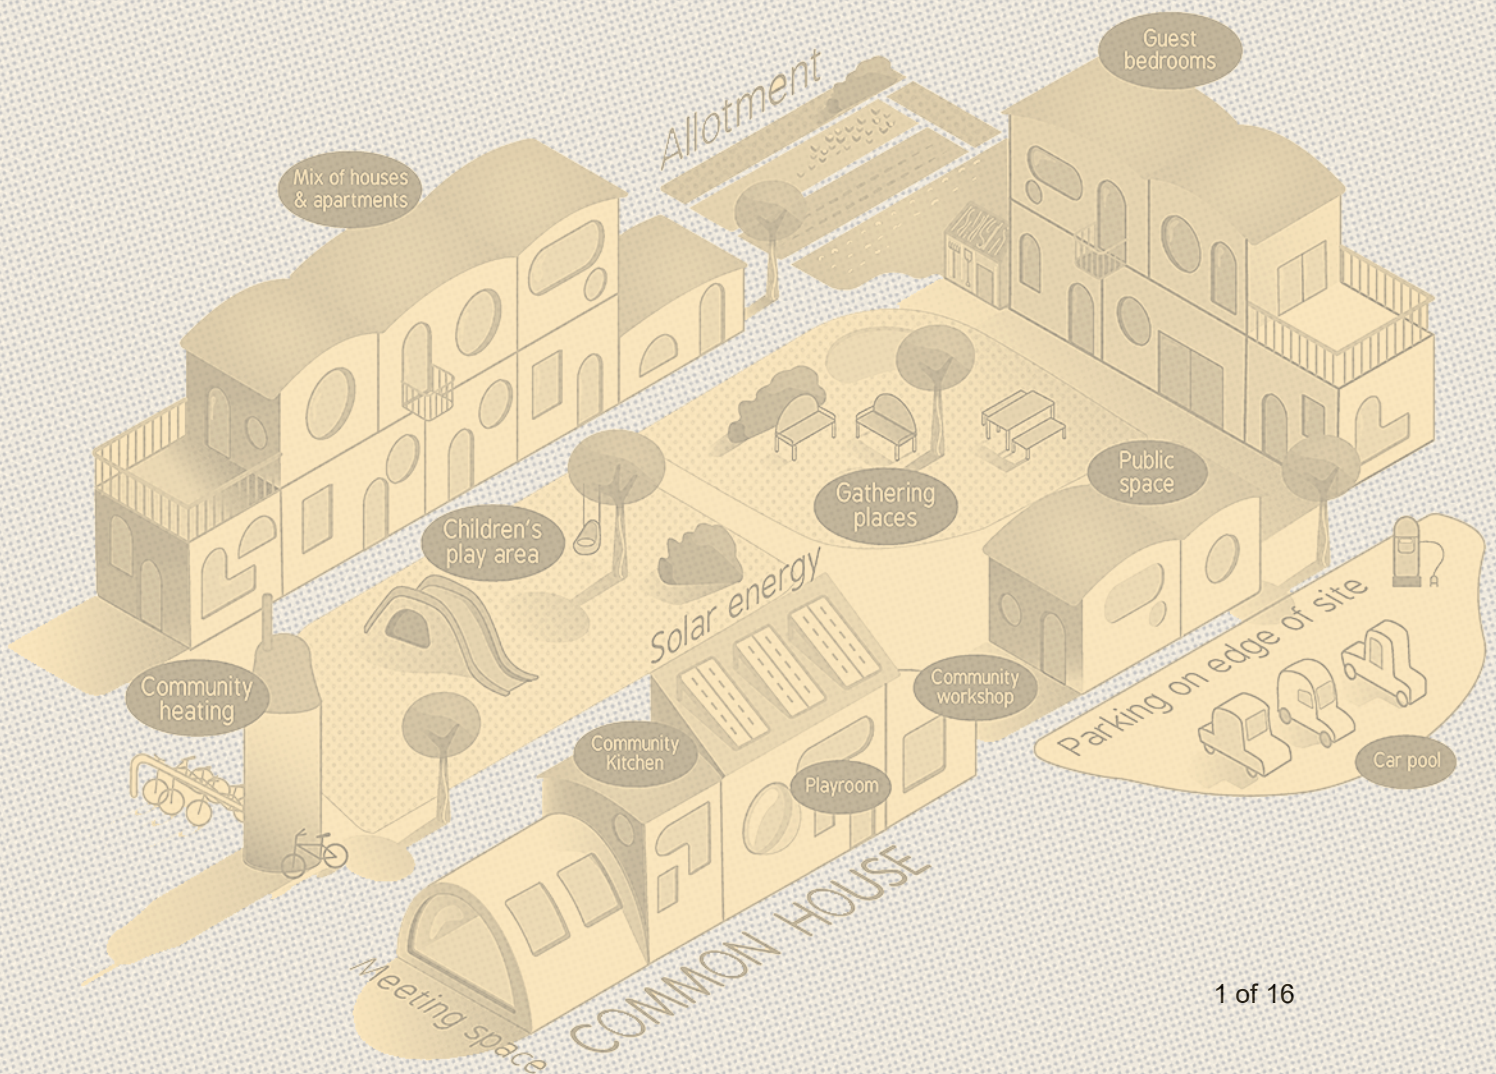 Guest
bedrooms
Allotment
Mix of houses
& apartments
Public
space
Gathering
places
Children's
play area
Solar energy
Parking on edge of site
Community
heating
Community
workshop
Community
Kitchen
Playroom
Car pool
COMMON HOUSE
Meeting space
1 of 16